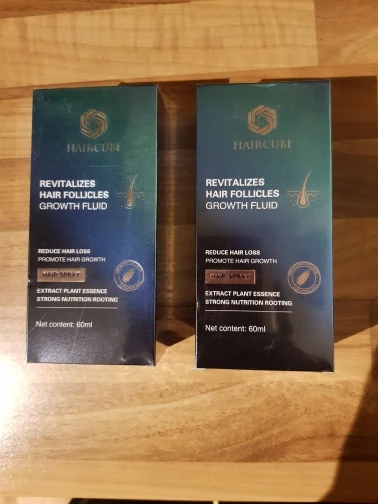 HAIRCUBE
REVITALIZES
HAIR FOLLICLES
GROWTH FLUID
REDUCE HAIR LOSS
PROMOTE HAIR GROWTH
HAIR SPRAY
EXTRACT PLANT ESSENCE
STRONG NUTRITION ROOTING
Net content: 60ml
HAIRCUBE
REVITALIZES
HAIR FOLLICLES
GROWTH FLUID
REDUCE HAIR LOSS
PROMOTE HAIR GROWTH
HAIR SPRAY
EXTRACT PLANT ESSENCE
STRONG NUTRITION ROOTING
Net content: 60ml